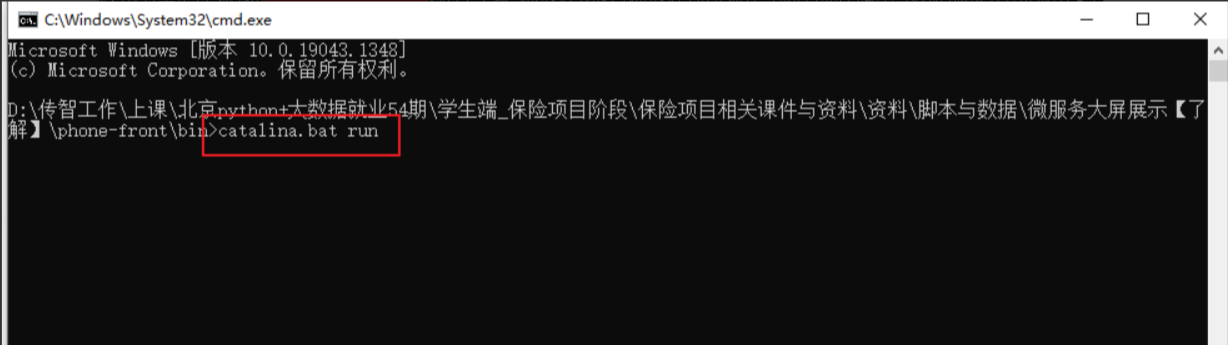 C:\Windows\System32\cmd.exe
Microsoft Windows [版本 10.0.19043.1348]
(c) Microsoft Corporation。保留所有权利。
D:\传智工作\上课\北京python+大数据就业54期\学生端_保险项目阶段\保险项目相关课件与资料\资料\脚本与数据\微服务大屏展示【了
解】\phone-front\bin>catalina.bat run